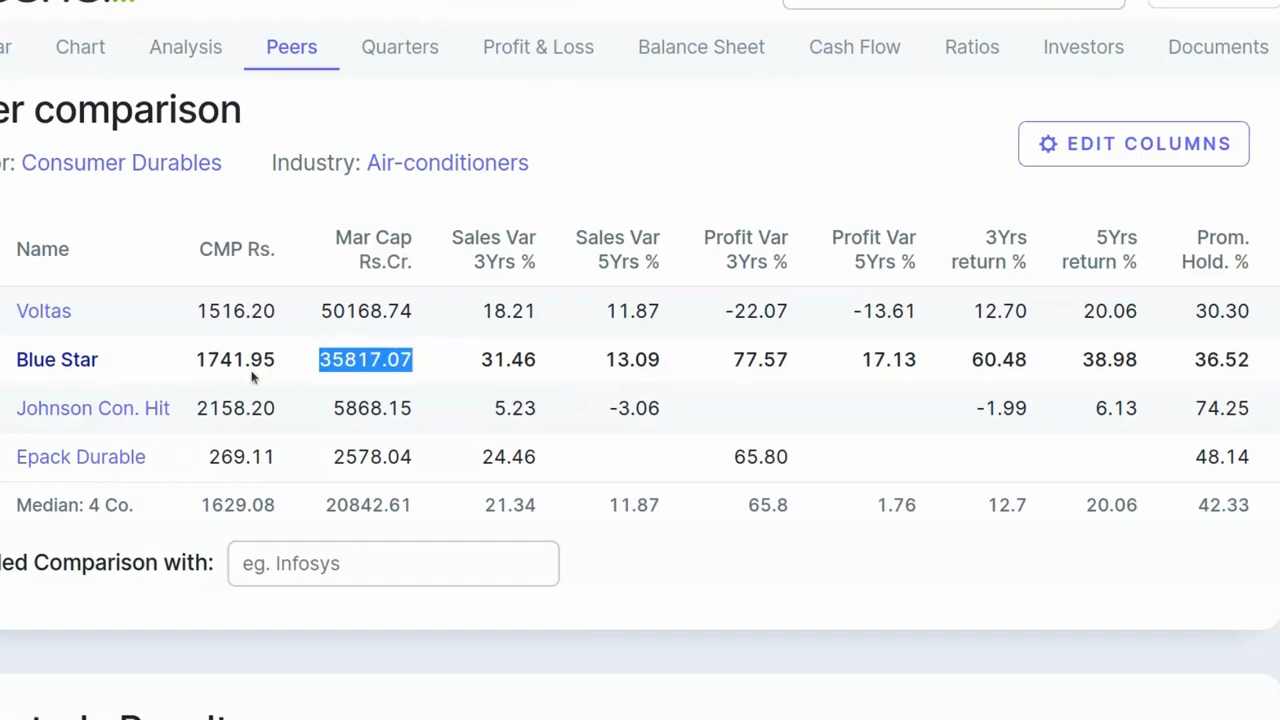 Chart Analysis Peers Quarters Profit & Loss Balance Sheet Cash Flow Ratios Investors Documents
comparison
EDIT COLUMNS
Consumer Durables Industry: Air-conditioners
Name CMP Rs. Mar Cap Rs.Cr. Sales Var 3Yrs % Sales Var 5Yrs % Profit Var 3Yrs % Profit Var 5Yrs % 3Yrs return % 5Yrs return % Prom. Hold. %
Voltas 1516.20 50168.74 18.21 11.87 -22.07 -13.61 12.70 20.06 30.30
Blue Star 1741.95 35817.07 31.46 13.09 77.57 17.13 60.48 38.98 36.52
Johnson Con. Hit 2158.20 5868.15 5.23 -3.06 -1.99 6.13 74.25
Epack Durable 269.11 2578.04 24.46 65.80 48.14
Median: 4 Co. 1629.08 20842.61 21.34 11.87 65.8 1.76 12.7 20.06 42.33
Comparison with: eg. Infosys